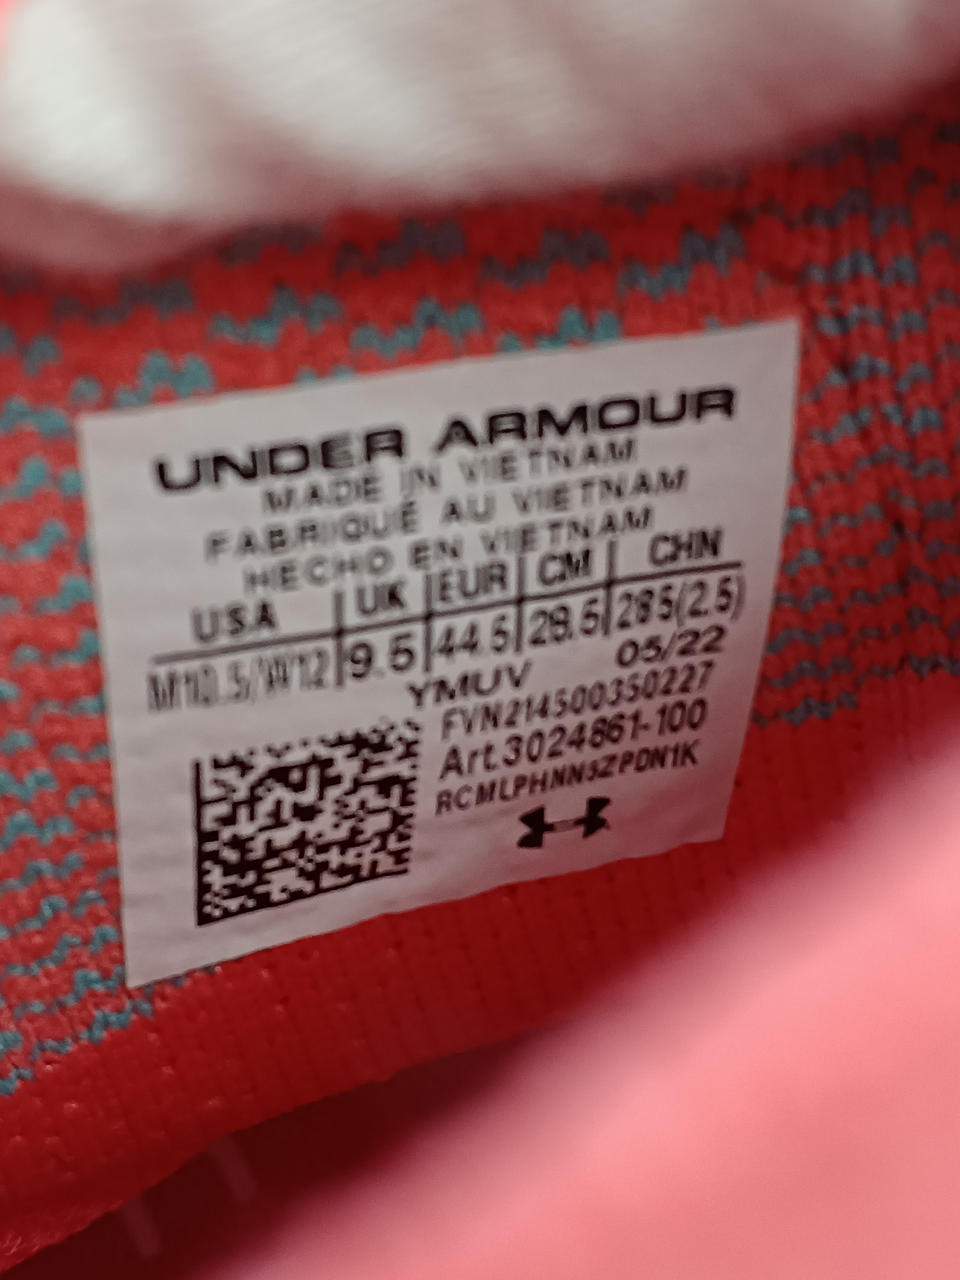 UNDER ARMOUR
MADE IN VIETNAM
FABRIQUÉ AU VIETNAM
HECHO EN VIETNAM
USA UK EUR CM CHN
M10.5/W12 9.5 44.5 28.5 285(2.5)
YMUV 05/22
FVN214500350227
Art.3024861-100
RCMLPHNN5ZPDN1K